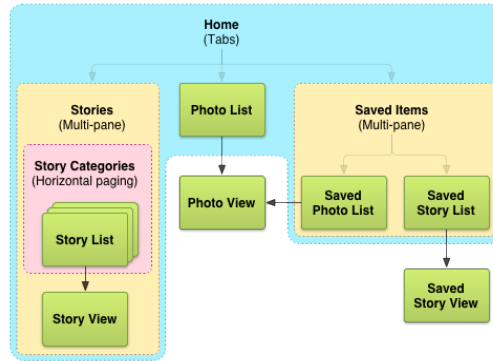 Home
(Tabs)
Stories
(Multi-pane)
Photo List
Saved Items
(Multi-pane)
Story Categories
(Horizontal paging)
Story List
Photo View
Saved
Photo List
Saved
Story List
Story View
Saved
Story View